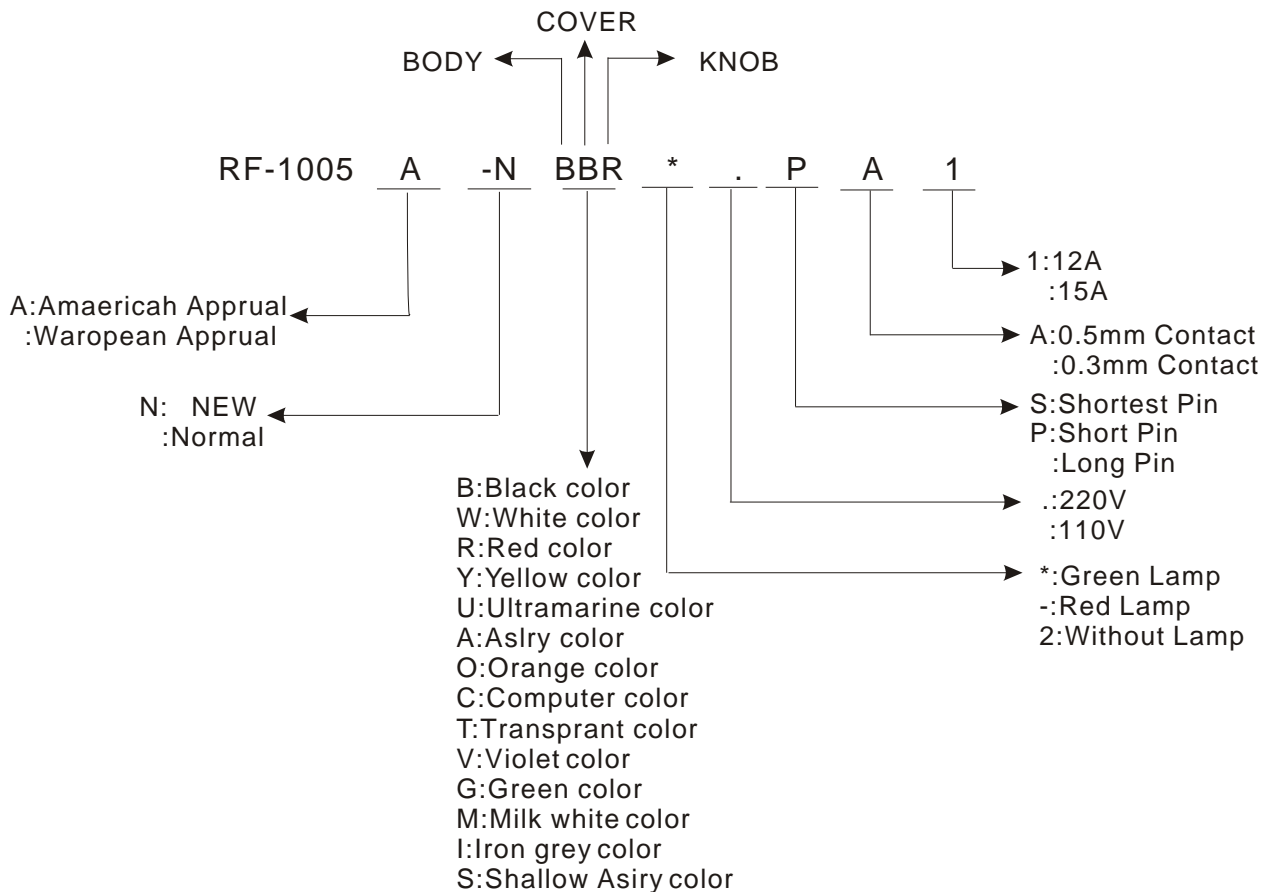 COVER
BODY
KNOB
RF-1005 A -N BBR * . P A 1
1:12A
:15A
A:Amaericah Apprual
:Waropean Apprual
A:0.5mm Contact
:0.3mm Contact
N: NEW
:Normal
S:Shortest Pin
P:Short Pin
:Long Pin
.:220V
:110V
*:Green Lamp
-:Red Lamp
2:Without Lamp
B:Black color
W:White color
R:Red color
Y:Yellow color
U:Ultramarine color
A:Aslry color
O:Orange color
C:Computer color
T:Transprant color
V:Violet color
G:Green color
M:Milk white color
I:Iron grey color
S:Shallow Asiry color